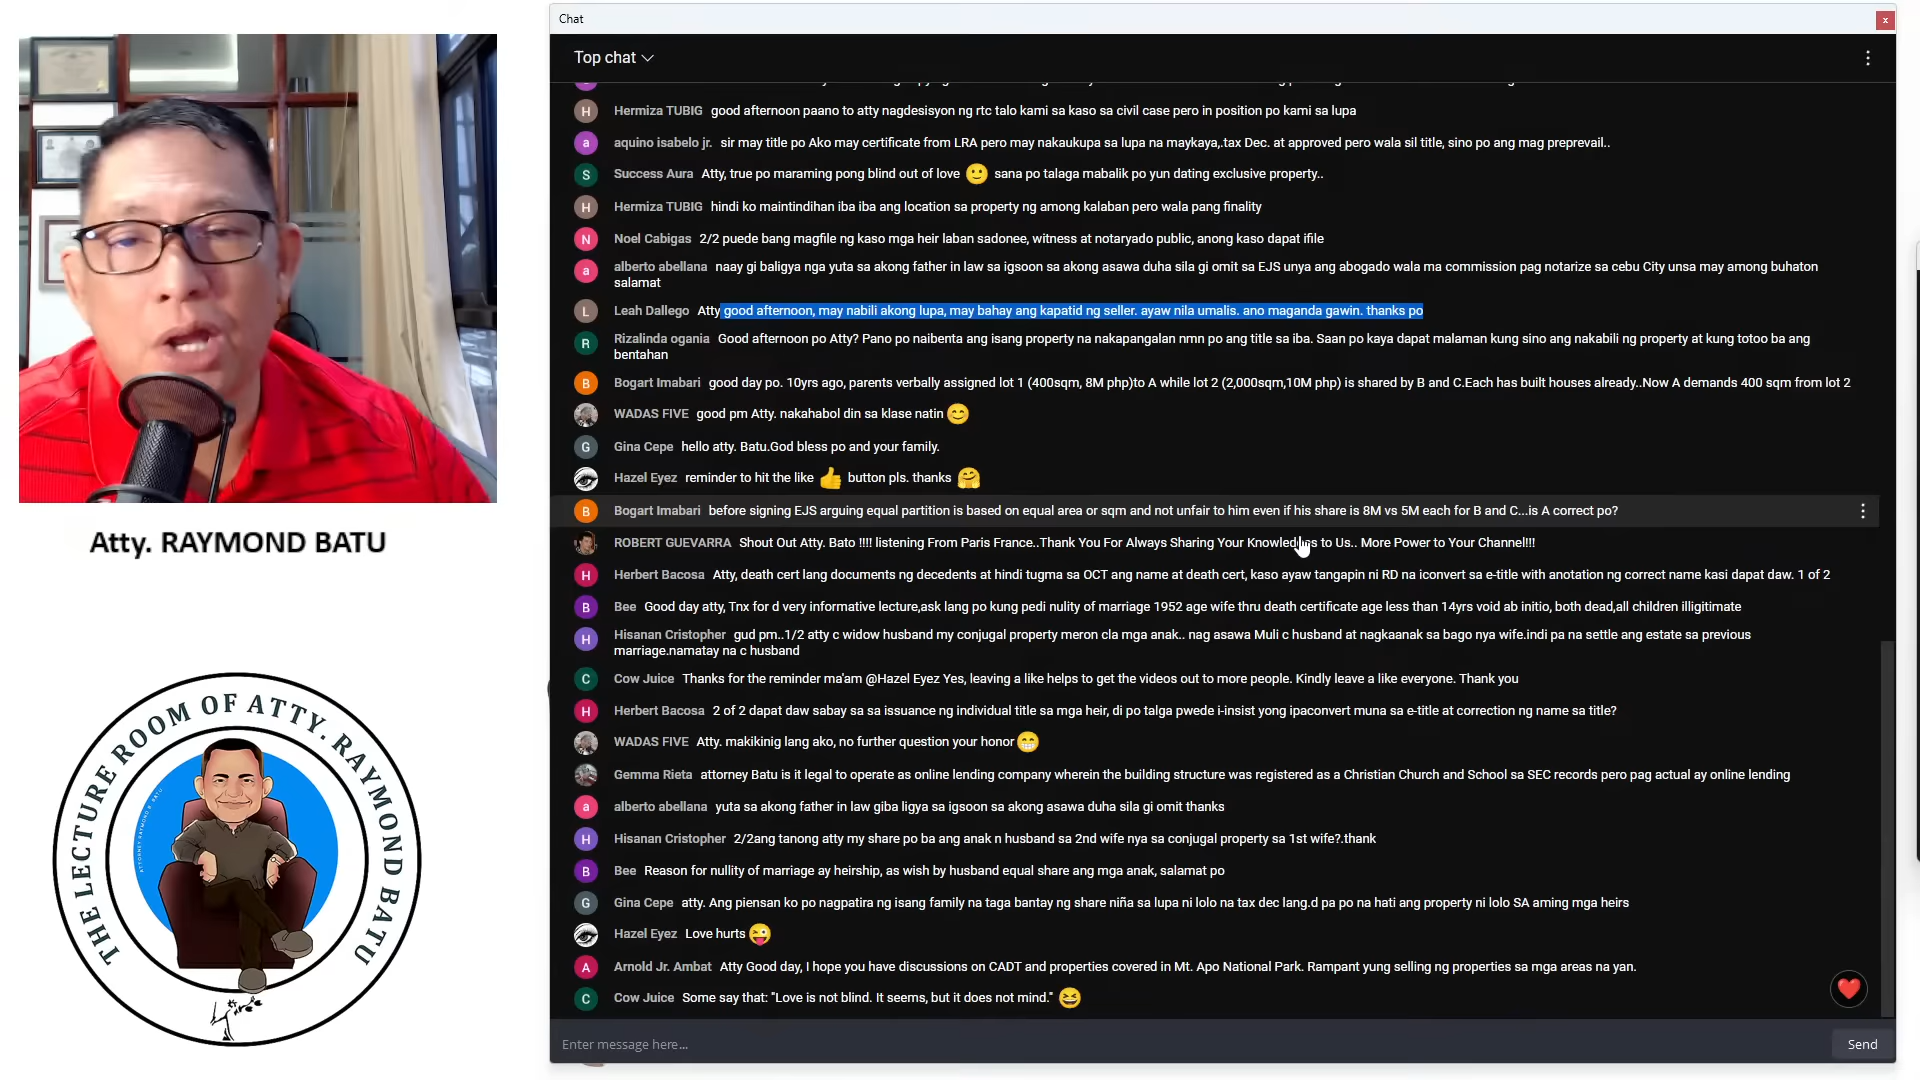 Chat
x
Top chat
Hermiza TUBIG good afternoon paano to atty nagdesisyon ng rtc talo kami sa kaso sa civil case pero in position po kami sa lupa
aquino isabelo jr. sir may title po Ako may certificate from LRA pero may nakaukupa sa lupa na maykaya,.tax Dec. at approved pero wala sil title, sino po ang mag preprevail..
Success Aura Atty, true po maraming pong blind out of love 🙂 sana po talaga mabalik po yun dating exclusive property..
Hermiza TUBIG hindi ko maintindihan iba iba ang location sa property ng among kalaban pero wala pang finality
Noel Cabigas 2/2 puede bang magfile ng kaso mga heir laban sadonee, witness at notaryado public, anong kaso dapat ifile
alberto abellana naay gi baligya nga yuta sa akong father in law sa igsoon sa akong asawa duha sila gi omit sa EJS unya ang abogado wala ma commission pag notarize sa cebu City unsa may among buhaton
salamat
Leah Dallego Atty good afternoon, may nabili akong lupa, may bahay ang kapatid ng seller. ayaw nila umalis. ano maganda gawin. thanks po
Rizalinda ogania Good afternoon po Atty? Pano po naibenta ang isang property na nakapangalan nmn po ang title sa iba. Saan po kaya dapat malaman kung sino ang nakabili ng property at kung totoo ba ang
bentahan
Bogart Imabari good day po. 10yrs ago, parents verbally assigned lot 1 (400sqm, 8M php)to A while lot 2 (2,000sqm,10M php) is shared by B and C.Each has built houses already..Now A demands 400 sqm from lot 2
WADAS FIVE good pm Atty. nakahabol din sa klase natin 😊
Gina Cepe hello atty. Batu.God bless po and your family.
Hazel Eyez reminder to hit the like 👍 button pls. thanks 🤗
Bogart Imabari before signing EJS arguing equal partition is based on equal area or sqm and not unfair to him even if his share is 8M vs 5M each for B and C...is A correct po?
ROBERT GUEVARRA Shout Out Atty. Bato !!!! listening From Paris France..Thank You For Always Sharing Your to Us.. More Power to Your Channel!!!
Herbert Bacosa Atty, death cert lang documents ng decedents at hindi tugma sa OCT ang name at death cert, kaso ayaw tangapin ni RD na iconvert sa e-title with anotation ng correct name kasi dapat daw. 1 of 2
Bee Good day atty, Tnx for d very informative lecture,ask lang po kung pedi nulity of marriage 1952 age wife thru death certificate age less than 14yrs void ab initio, both dead,all children illigitimate
Hisanan Cristopher gud pm..1/2 atty c widow husband my conjugal property meron cla mga anak.. nag asawa Muli c husband at nagkaanak sa bago nya wife.indi pa na settle ang estate sa previous
marriage.namatay na c husband
Cow Juice Thanks for the reminder ma'am @Hazel Eyez Yes, leaving a like helps to get the videos out to more people. Kindly leave a like everyone. Thank you
Herbert Bacosa 2 of 2 dapat daw sabay sa sa issuance ng individual title sa mga heir, di po talga pwede i-insist yong ipaconvert muna sa e-title at correction ng name sa title?
WADAS FIVE Atty. makikinig lang ako, no further question your honor 😁
Gemma Rieta attorney Batu is it legal to operate as online lending company wherein the building structure was registered as a Christian Church and School sa SEC records pero pag actual ay online lending
alberto abellana yuta sa akong father in law giba ligya sa igsoon sa akong asawa duha sila gi omit thanks
Hisanan Cristopher 2/2ang tanong atty my share po ba ang anak n husband sa 2nd wife nya sa conjugal property sa 1st wife?.thank
Bee Reason for nullity of marriage ay heirship, as wish by husband equal share ang mga anak, salamat po
Gina Cepe atty. Ang piensan ko po nagpatira ng isang family na taga bantay ng share niña sa lupa ni lolo na tax dec lang.d pa po na hati ang property ni lolo SA aming mga heirs
Hazel Eyez Love hurts 😜
Arnold Jr. Ambat Atty Good day, I hope you have discussions on CADT and properties covered in Mt. Apo National Park. Rampant yung selling ng properties sa mga areas na yan.
Cow Juice Some say that: "Love is not blind. It seems, but it does not mind." 😆
Enter message here...
Send
Atty. RAYMOND BATU
THE LECTURE ROOM OF ATTY. RAYMOND BATU
ATTORNEY RAYMOND B. BATU